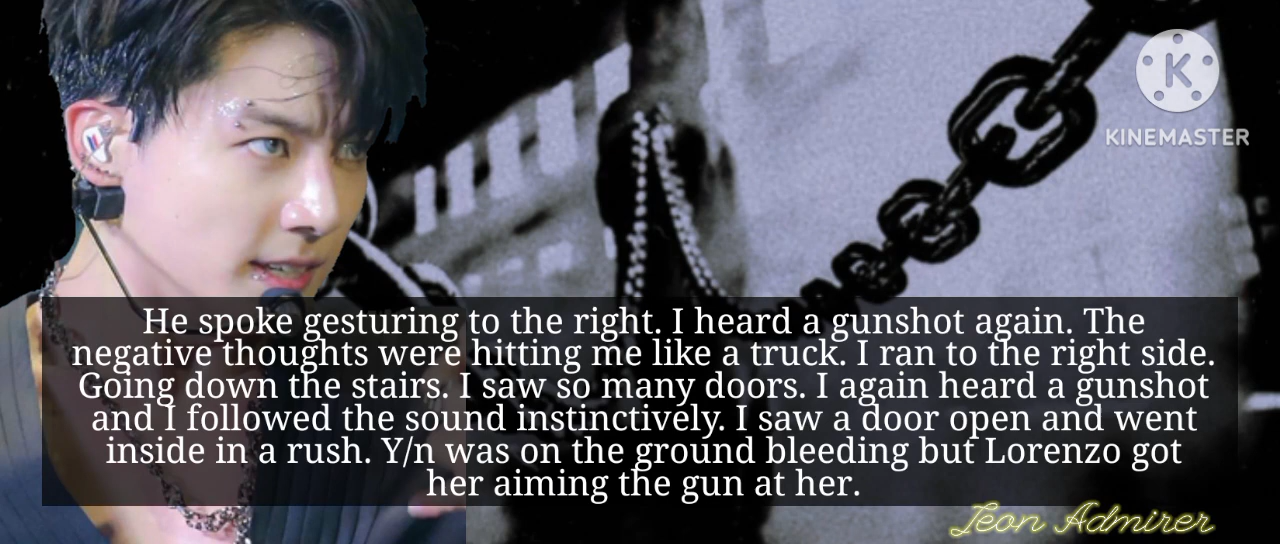 KINEMASTER
He spoke gesturing to the right. I heard a gunshot again. The
negative thoughts were hitting me like a truck. I ran to the right side.
Going down the stairs. I saw so many doors. I again heard a gunshot
and I followed the sound instinctively. I saw a door open and went
inside in a rush. Y/n was on the ground bleeding but Lorenzo got
her aiming the gun at her.
Leon Admirer